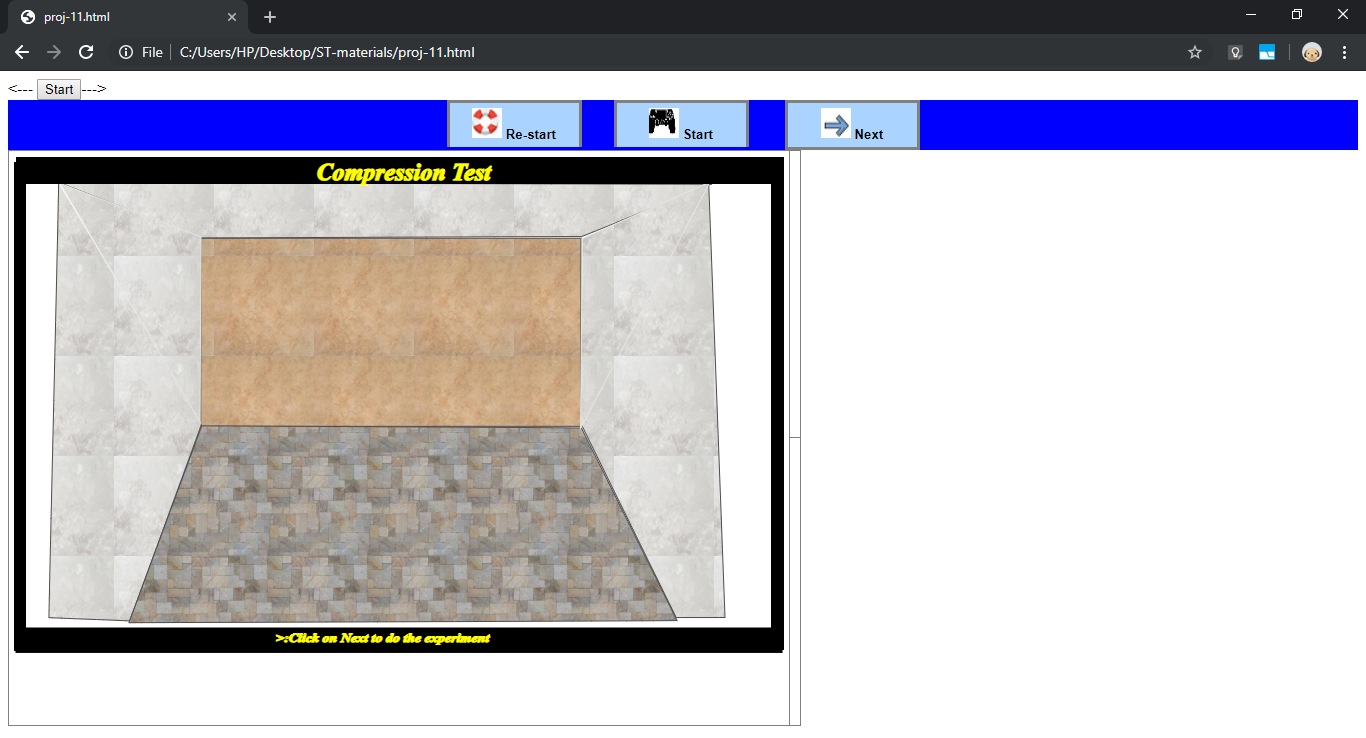 proj-11.html
File C:/Users/HP/Desktop/ST-materials/proj-11.html
<--- Start --->
Re-start Start Next
Compression Test
>:Click on Next to do the experiment